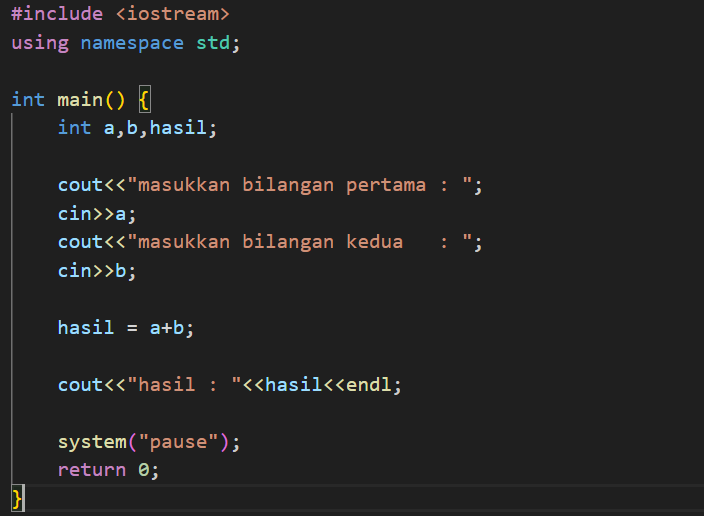 #include <iostream>
using namespace std;
int main() {
int a,b,hasil;
cout<<"masukkan bilangan pertama : ";
cin>>a;
cout<<"masukkan bilangan kedua   : ";
cin>>b;
hasil = a+b;
cout<<"hasil : "<<hasil<<endl;
system("pause");
return 0;
}